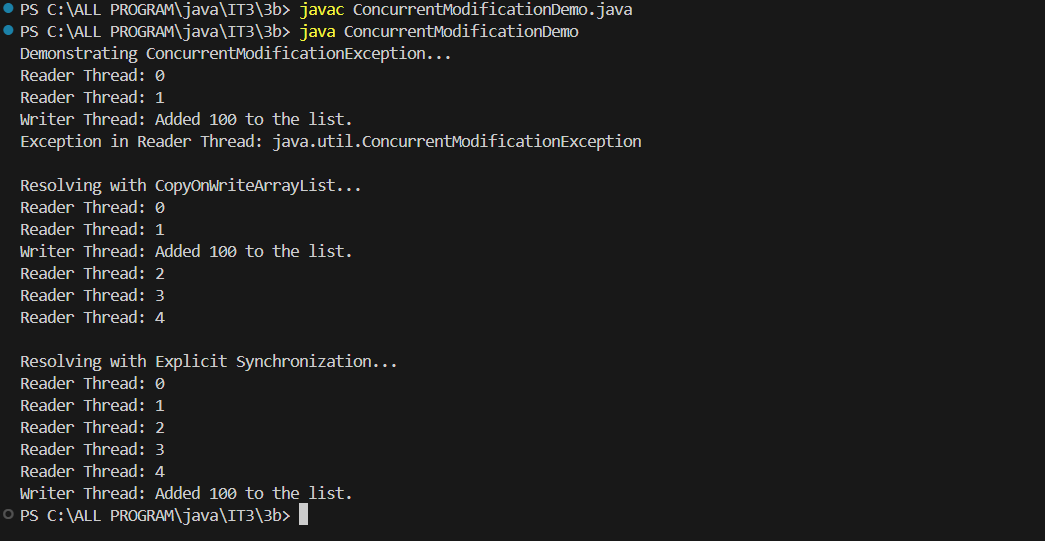 PS C:\ALL PROGRAM\java\IT3\3b> javac ConcurrentModificationDemo.java
PS C:\ALL PROGRAM\java\IT3\3b> java ConcurrentModificationDemo
Demonstrating ConcurrentModificationException...
Reader Thread: 0
Reader Thread: 1
Writer Thread: Added 100 to the list.
Exception in Reader Thread: java.util.ConcurrentModificationException
Resolving with CopyOnWriteArrayList...
Reader Thread: 0
Reader Thread: 1
Writer Thread: Added 100 to the list.
Reader Thread: 2
Reader Thread: 3
Reader Thread: 4
Resolving with Explicit Synchronization...
Reader Thread: 0
Reader Thread: 1
Reader Thread: 2
Reader Thread: 3
Reader Thread: 4
Writer Thread: Added 100 to the list.
PS C:\ALL PROGRAM\java\IT3\3b>